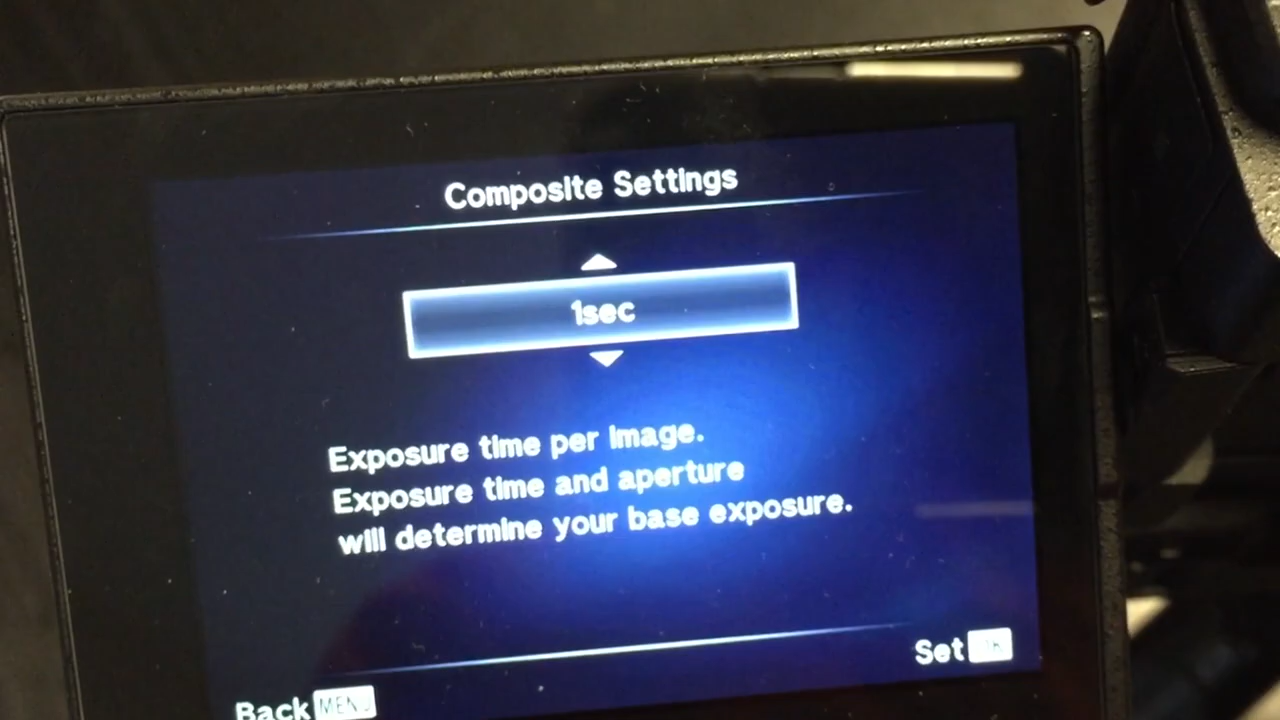 Composite Settings
1sec
Exposure time per image.
Exposure time and aperture
will determine your base exposure.
Set OK
Back MENU